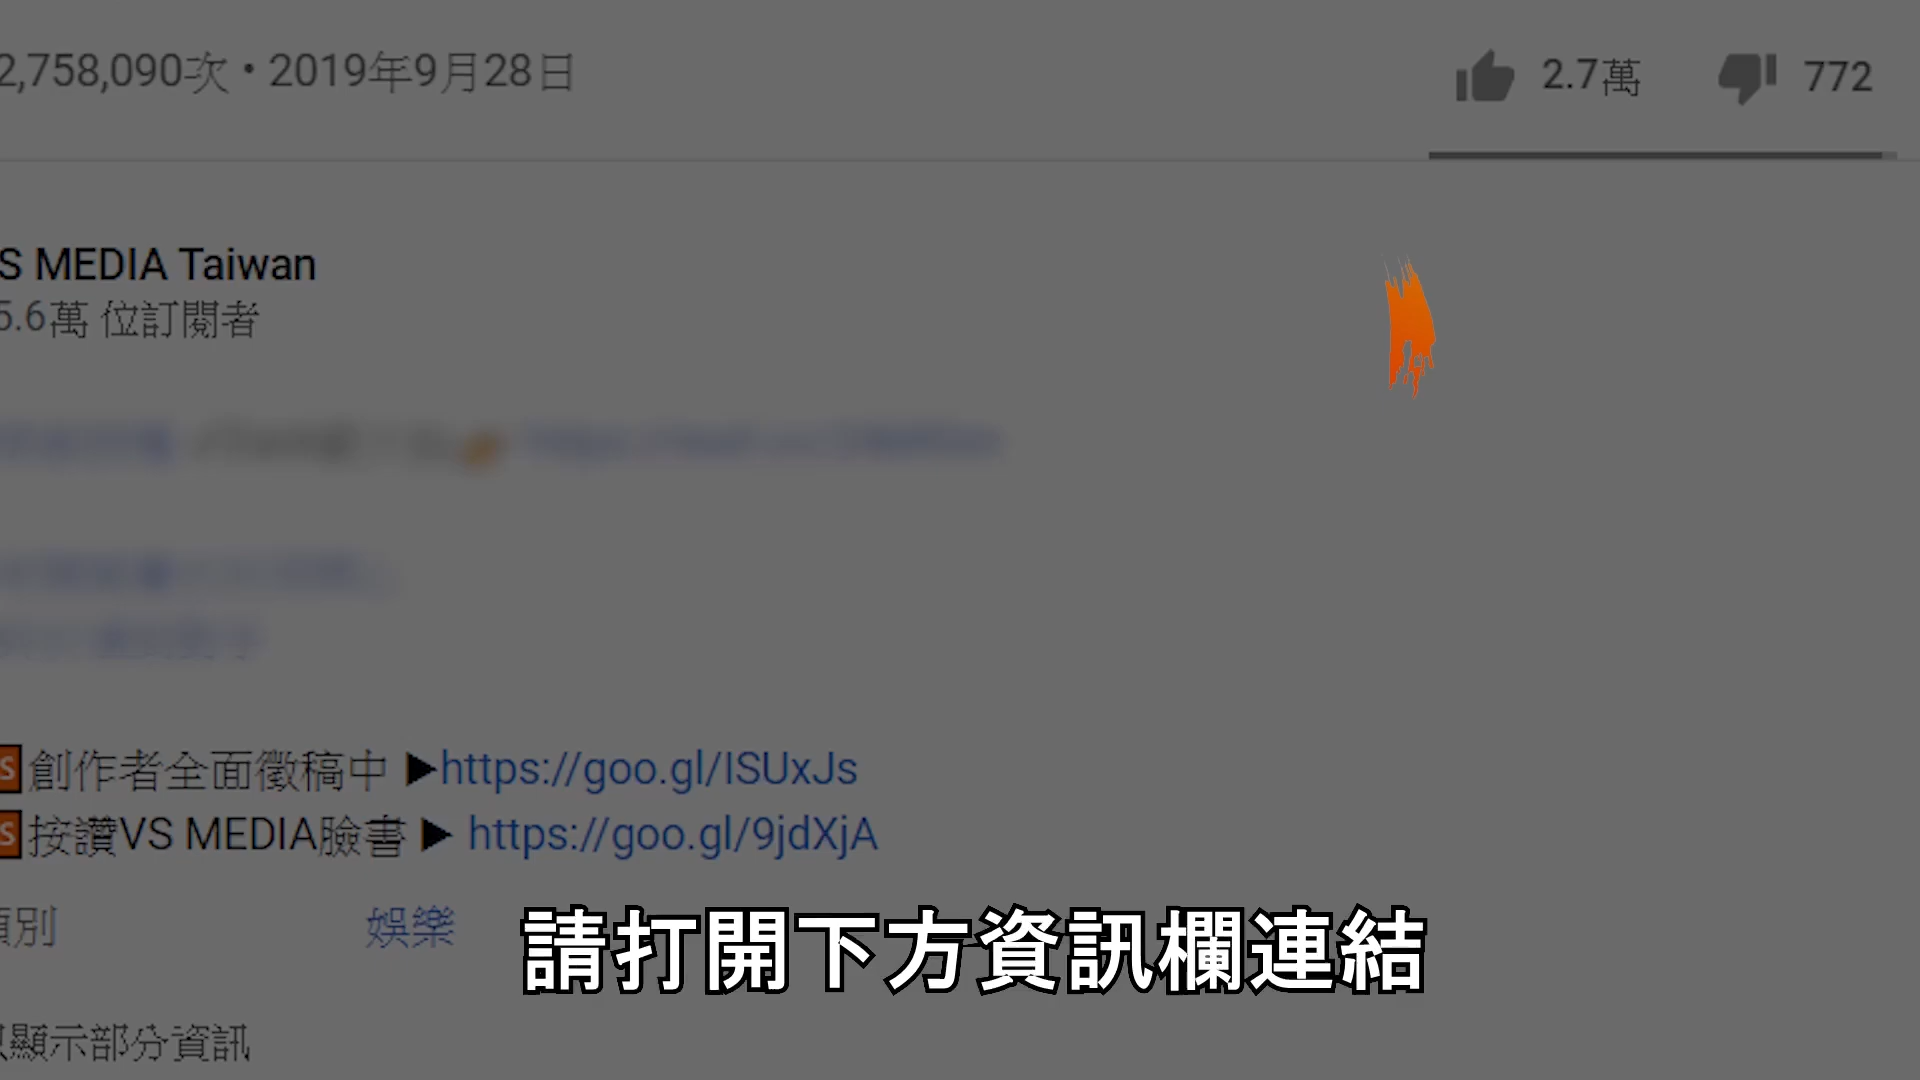 2,758,090次 • 2019年9月28日
2.7萬
772
S MEDIA Taiwan
5.6萬 位訂閱者
S創作者全面徵稿中 ▶https://goo.gl/ISUxJs
S按讚VS MEDIA臉書 ▶ https://goo.gl/9jdXjA
類別 娛樂
請打開下方資訊欄連結
只顯示部分資訊